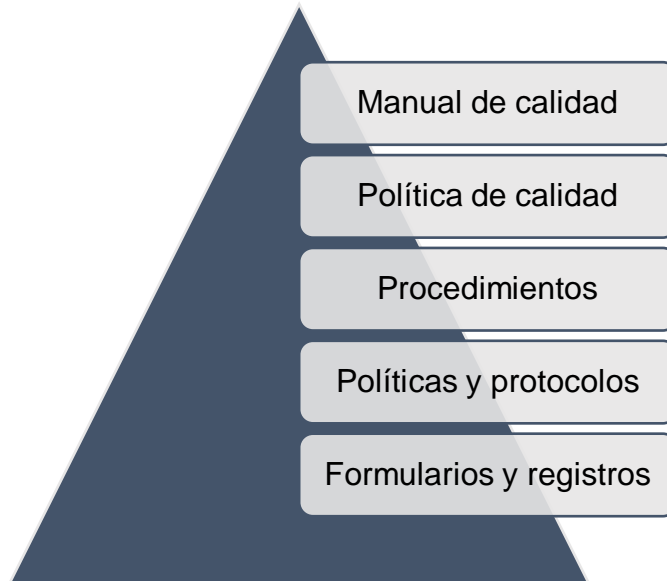 Manual de calidad
Política de calidad
Procedimientos
Políticas y protocolos
Formularios y registros